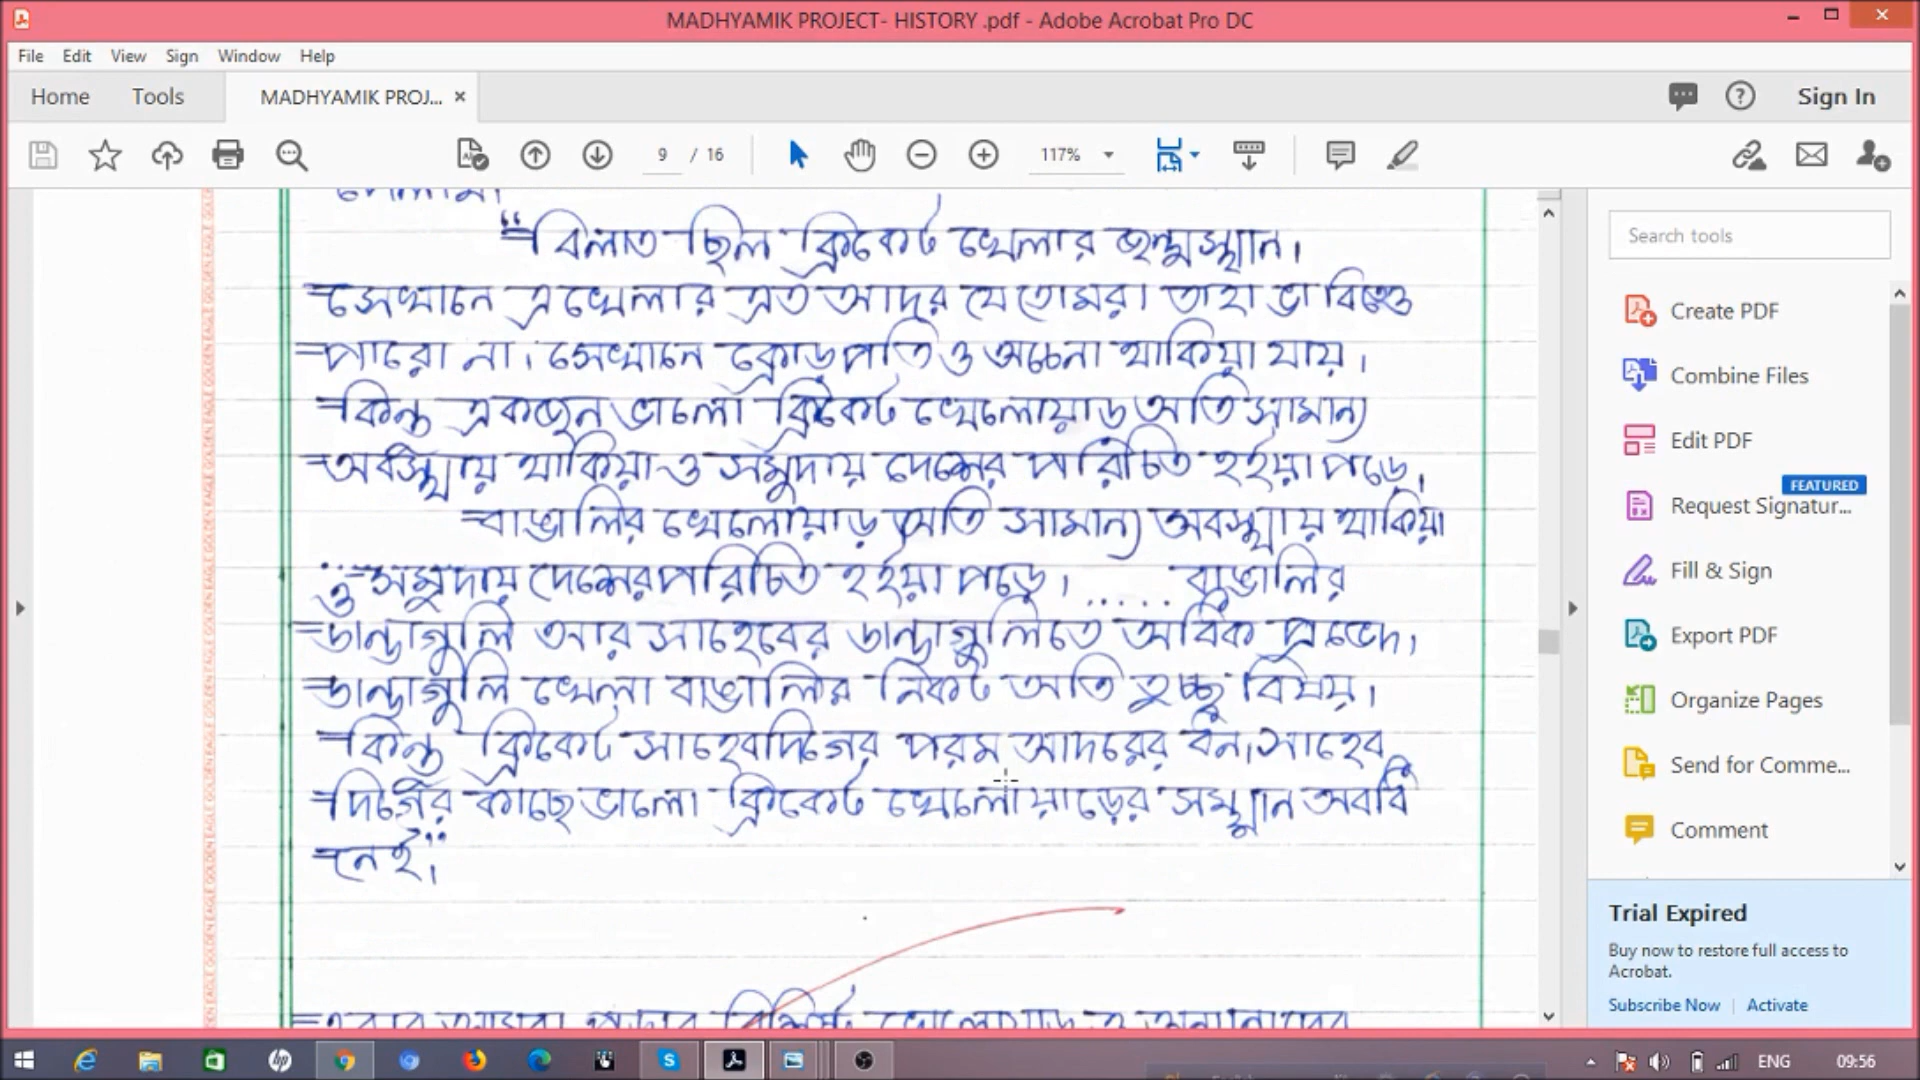 MADHYAMIK PROJECT- HISTORY .pdf - Adobe Acrobat Pro DC
File Edit View Sign Window Help
Home Tools MADHYAMIK PROJ... × Sign In
9 / 16 117%
“বিলাত ছিল ক্রিকেট খেলার জন্মস্থান।
সেখানে এ খেলার এত আদর যে তোমরা তাহা ভাবিতেও
পারো না। সেখানে ক্রোড়পতি ও অচেনা থাকিয়া যায়।
কিন্তু একজন ভালো ক্রিকেট খেলোয়াড় অতি সামান্য
অবস্থায় থাকিয়া ও সমুদায় দেশের পরিচিত হইয়া পড়ে।
বাঙালির খেলোয়াড় অতি সামান্য অবস্থায় থাকিয়া
ও সমুদায় দেশের পরিচিত হইয়া পড়ে। ..... বাঙালির
ডান্ডাগুলি আর সাহেবের ডান্ডাগুলিতে অধিক প্রভেদ।
ডান্ডাগুলি খেলা বাঙালির নিকট অতি তুচ্ছ বিষয়।
কিন্তু ক্রিকেট সাহেবদিগের পরম আদরের ধন। সাহেব
দিগের কাছে ভালো ক্রিকেট খেলোয়াড়ের সম্মান অবধি
নেই।”
Search tools
Create PDF
Combine Files
Edit PDF
FEATURED
Request Signatur...
Fill & Sign
Export PDF
Organize Pages
Send for Comme...
Comment
Trial Expired
Buy now to restore full access to
Acrobat.
Subscribe Now Activate
ENG 09:56